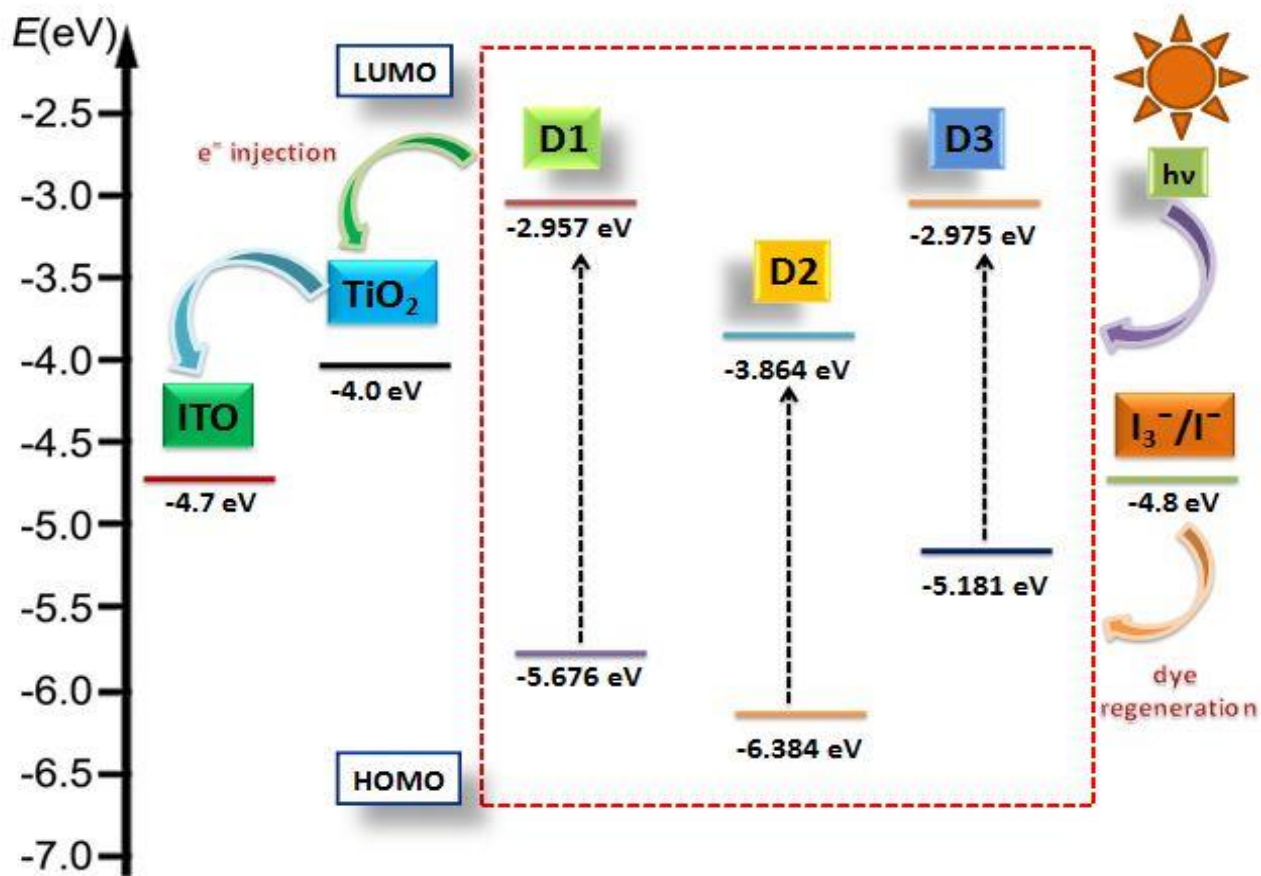 E(eV)
LUMO
-2.5
D1
D3
e⁻ injection
hν
-3.0
-2.957 eV
-2.975 eV
D2
-3.5
TiO₂
-4.0
-3.864 eV
-4.0 eV
ITO
I₃⁻/I⁻
-4.5
-4.7 eV
-4.8 eV
-5.0
-5.181 eV
-5.5
-5.676 eV
-6.0
dye
regeneration
-6.384 eV
-6.5
HOMO
-7.0